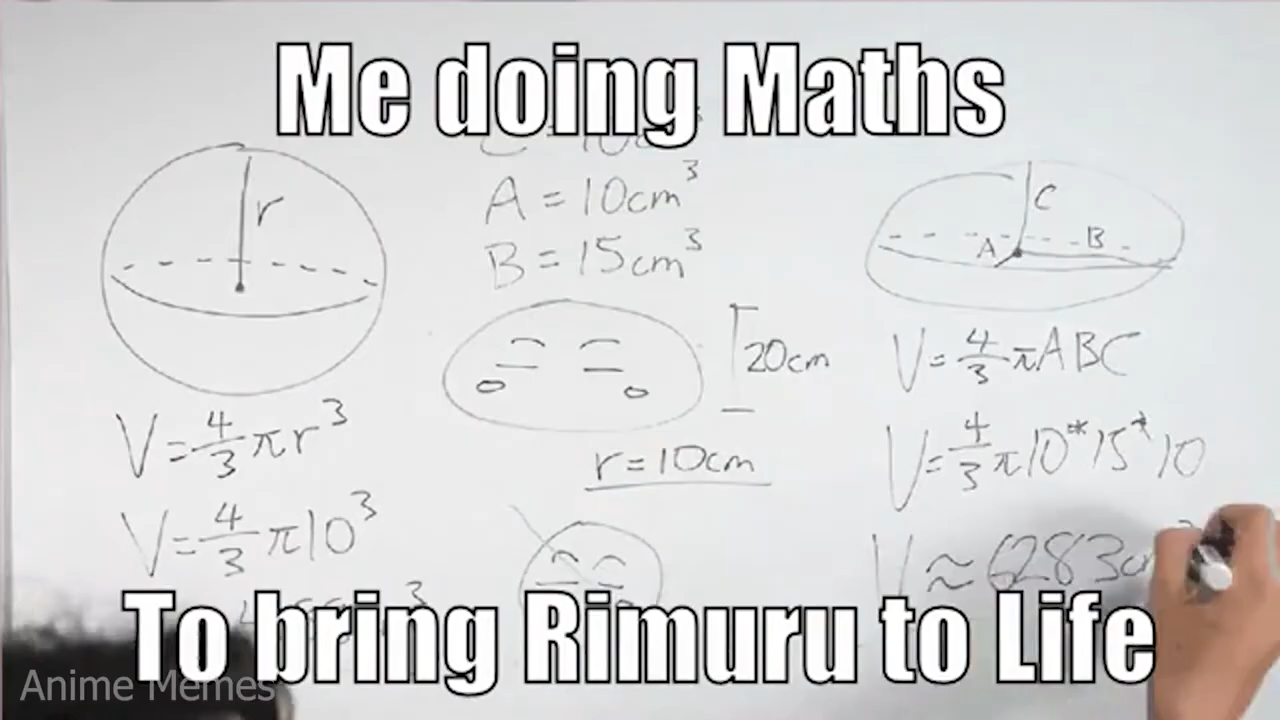 Me doing Maths
A = 10cm³
B = 15cm³
r
C
A
B
20cm
V = 4/3 π r³
r = 10cm
V = 4/3 π ABC
V = 4/3 π 10³
V = 4/3 π 10 * 15 * 10
V ≈ 6283
To bring Rimuru to Life
Anime Memes